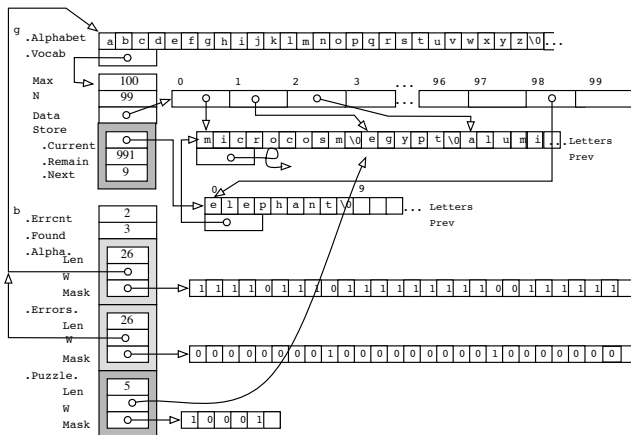 g
.Alphabet a b c d e f g h i j k l m n o p q r s t u v w x y z \0 ...
.Vocab
Max 100 0 1 2 3 ... 96 97 98 99
N 99 ...
Data
Store
.Current m i c r o c o s m \0 e g y p t \0 a l u m i ... Letters
.Remain 991 Prev
.Next 9
0 9
e l e p h a n t \0 ... Letters
Prev
b
.Errcnt 2
.Found 3
.Alpha.
Len 26
W
Mask 1 1 1 1 0 1 1 1 0 1 1 1 1 1 1 1 1 1 0 0 1 1 1 1 1 1
.Errors.
Len 26
W
Mask 0 0 0 0 0 0 0 0 1 0 0 0 0 0 0 0 0 0 1 0 0 0 0 0 0 0
.Puzzle.
Len 5
W
Mask 1 0 0 0 1